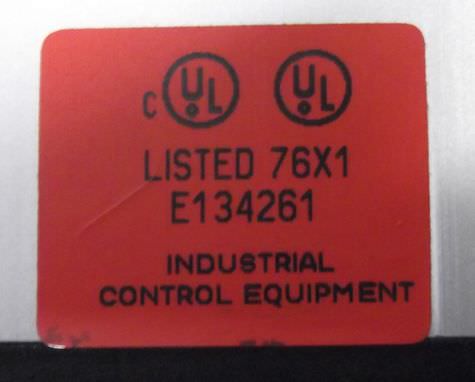 C UL UL
LISTED 76X1
E134261
INDUSTRIAL
CONTROL EQUIPMENT